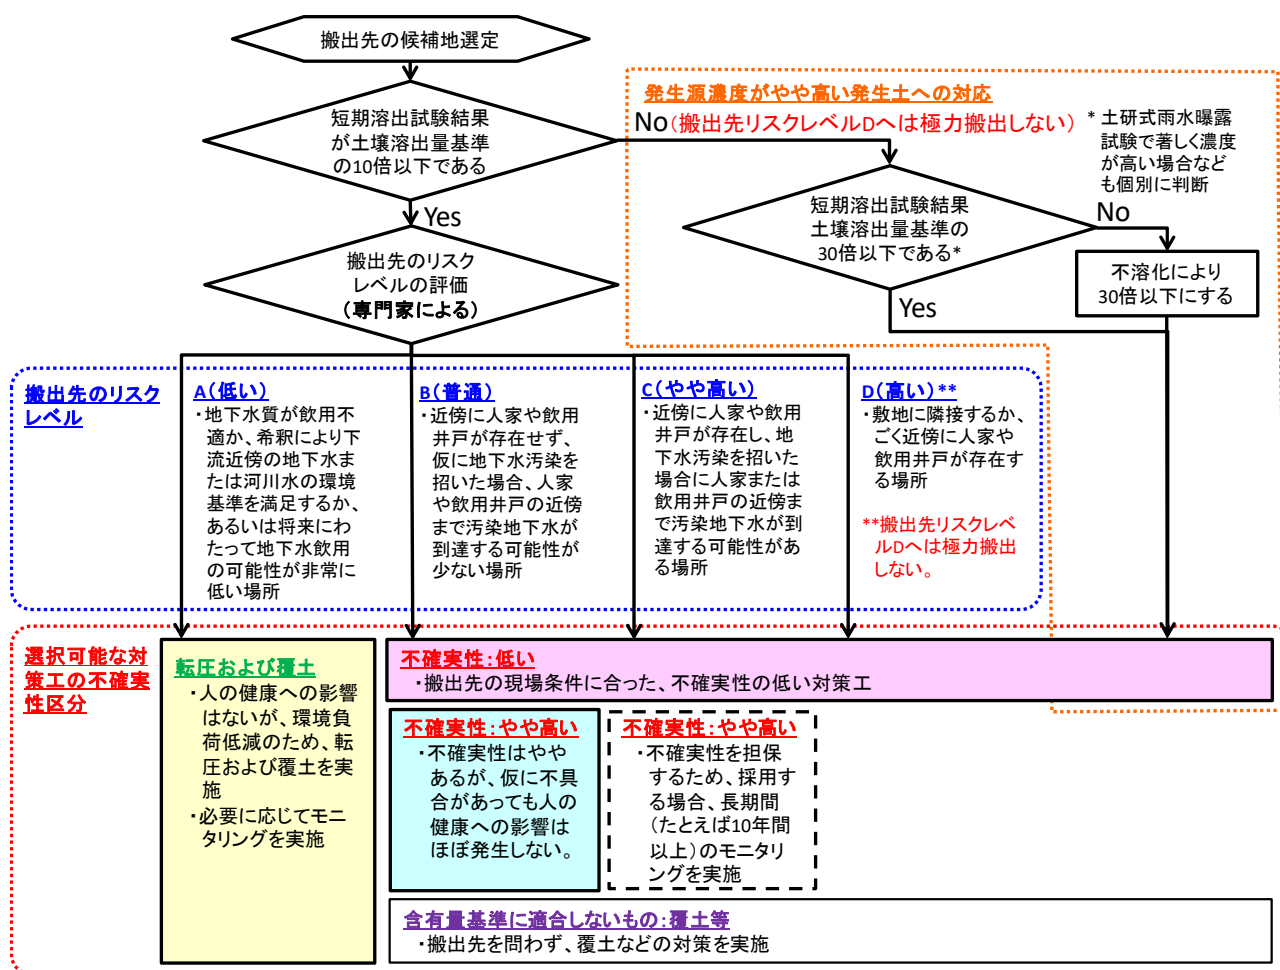 搬出先の候補地選定
短期溶出試験結果
が土壌溶出量基準
の10倍以下である
Yes
搬出先のリスク
レベルの評価
(専門家による)
発生源濃度がやや高い発生土への対応
No(搬出先リスクレベルDへは極力搬出しない)
* 土研式雨水曝露
試験で著しく濃度
が高い場合など
も個別に判断
短期溶出試験結果
土壌溶出量基準の
30倍以下である*
No
Yes
不溶化により
30倍以下にする
搬出先のリスク
レベル
A(低い)
・地下水質が飲用不
適か、希釈により下
流近傍の地下水ま
たは河川水の環境
基準を満足するか、
あるいは将来にわ
たって地下水飲用
の可能性が非常に
低い場所
B(普通)
・近傍に人家や飲用
井戸が存在せず、
仮に地下水汚染を
招いた場合、人家
や飲用井戸の近傍
まで汚染地下水が
到達する可能性が
少ない場所
C(やや高い)
・近傍に人家や飲用
井戸が存在し、地
下水汚染を招いた
場合に人家または
飲用井戸の近傍ま
で汚染地下水が到
達する可能性があ
る場所
D(高い)**
・敷地に隣接するか、
ごく近傍に人家や
飲用井戸が存在す
る場所
**搬出先リスクレベ
ルDへは極力搬出
しない。
選択可能な対
策工の不確実
性区分
転圧および覆土
・人の健康への影響
はないが、環境負
荷低減のため、転
圧および覆土を実
施
・必要に応じてモニ
タリングを実施
不確実性:低い
・搬出先の現場条件に合った、不確実性の低い対策工
不確実性:やや高い
・不確実性はやや
あるが、仮に不具
合があっても人の
健康への影響は
ほぼ発生しない。
不確実性:やや高い
・不確実性を担保
するため、採用す
る場合、長期間
(たとえば10年間
以上)のモニタリ
ングを実施
含有量基準に適合しないもの:覆土等
・搬出先を問わず、覆土などの対策を実施